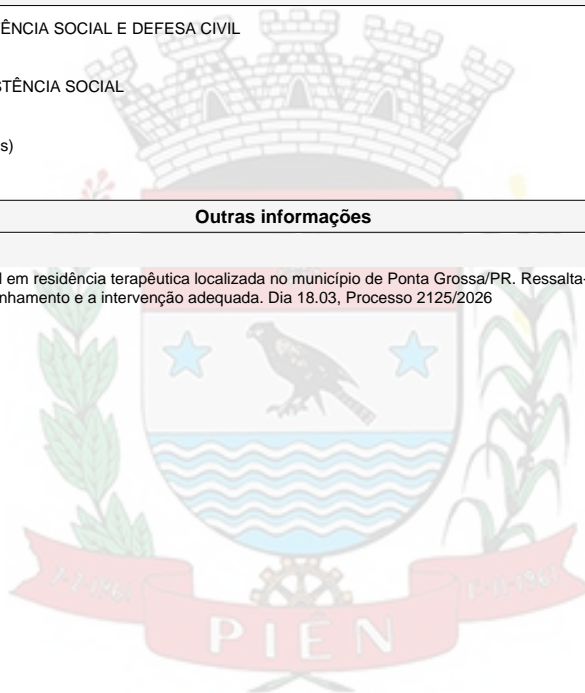 ÊNCIA SOCIAL E DEFESA CIVIL
STÊNCIA SOCIAL
s)
Outras informações
em residência terapêutica localizada no município de Ponta Grossa/PR. Ressalta-
nhamento e a intervenção adequada. Dia 18.03, Processo 2125/2026
PIÊN